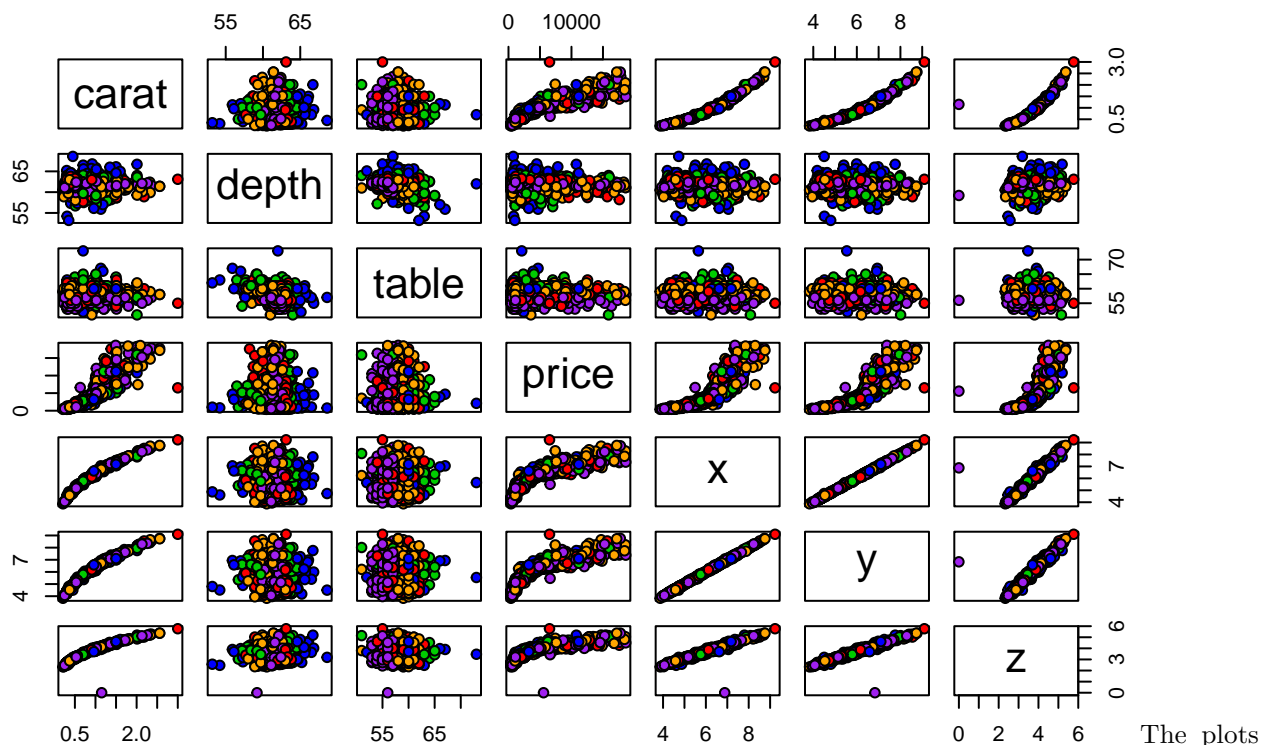 55 65 0 10000 4 6 8
carat 0.5 3.0
55 65 depth
table 55 70
0 price
x 4 7
4 7 y
z 0 3 6
0.5 2.0 55 65 4 6 8 0 2 4 6 The plots